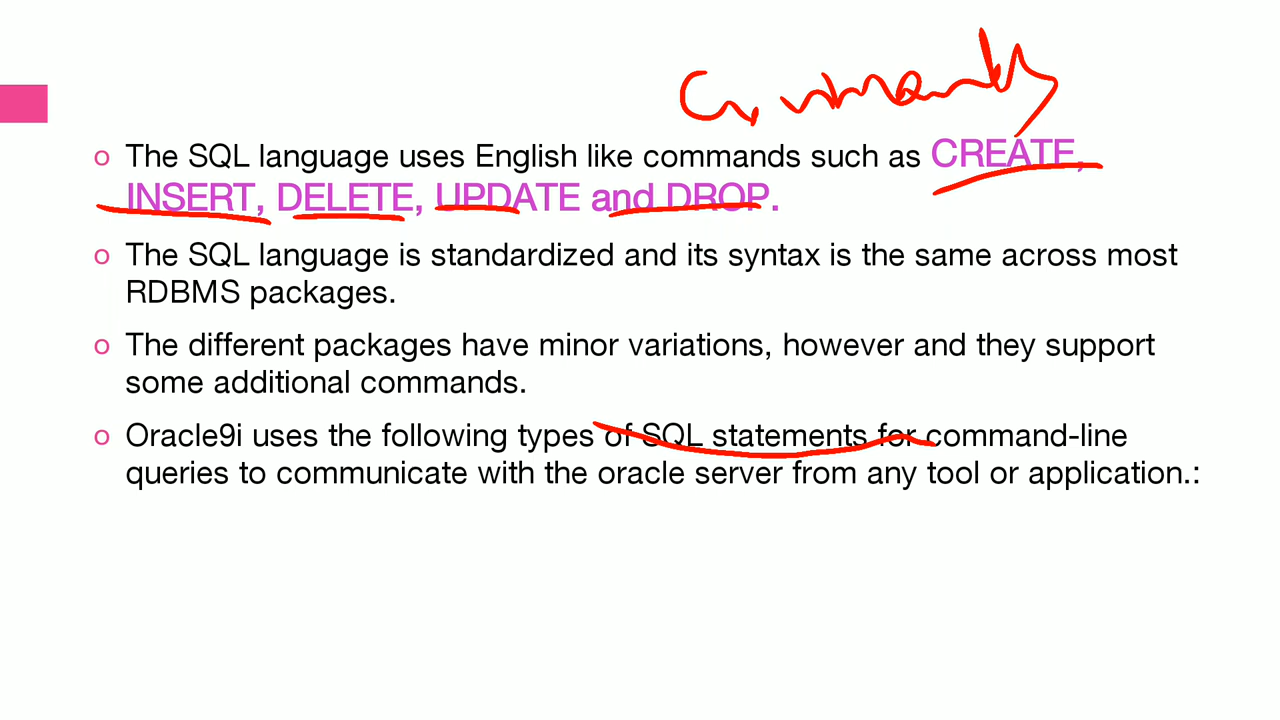 Commands
The SQL language uses English like commands such as CREATE,
INSERT, DELETE, UPDATE and DROP.
The SQL language is standardized and its syntax is the same across most
RDBMS packages.
The different packages have minor variations, however and they support
some additional commands.
Oracle9i uses the following types of SQL statements for command-line
queries to communicate with the oracle server from any tool or application.: